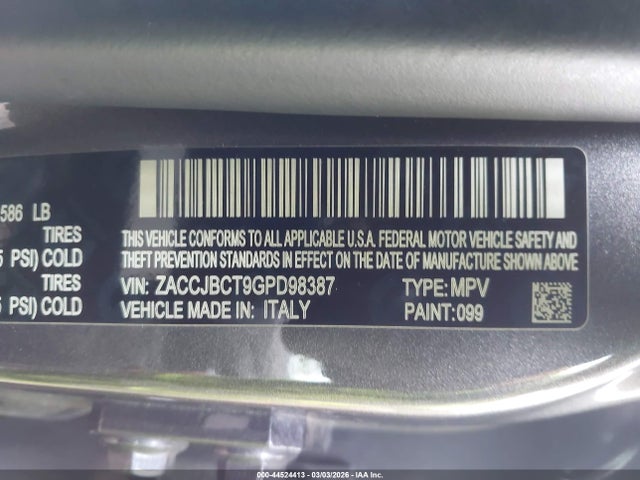 586 LB
TIRES
PSI) COLD
TIRES
PSI) COLD
THIS VEHICLE CONFORMS TO ALL APPLICABLE U.S.A. FEDERAL MOTOR VEHICLE SAFETY AND
THEFT PREVENTION STANDARDS IN EFFECT ON THE DATE OF MANUFACTURE SHOWN ABOVE
VIN: ZACCJBCT9GPD98387 TYPE: MPV
VEHICLE MADE IN: ITALY PAINT:099
000-44524413 - 03/03/2026 - IAA Inc.